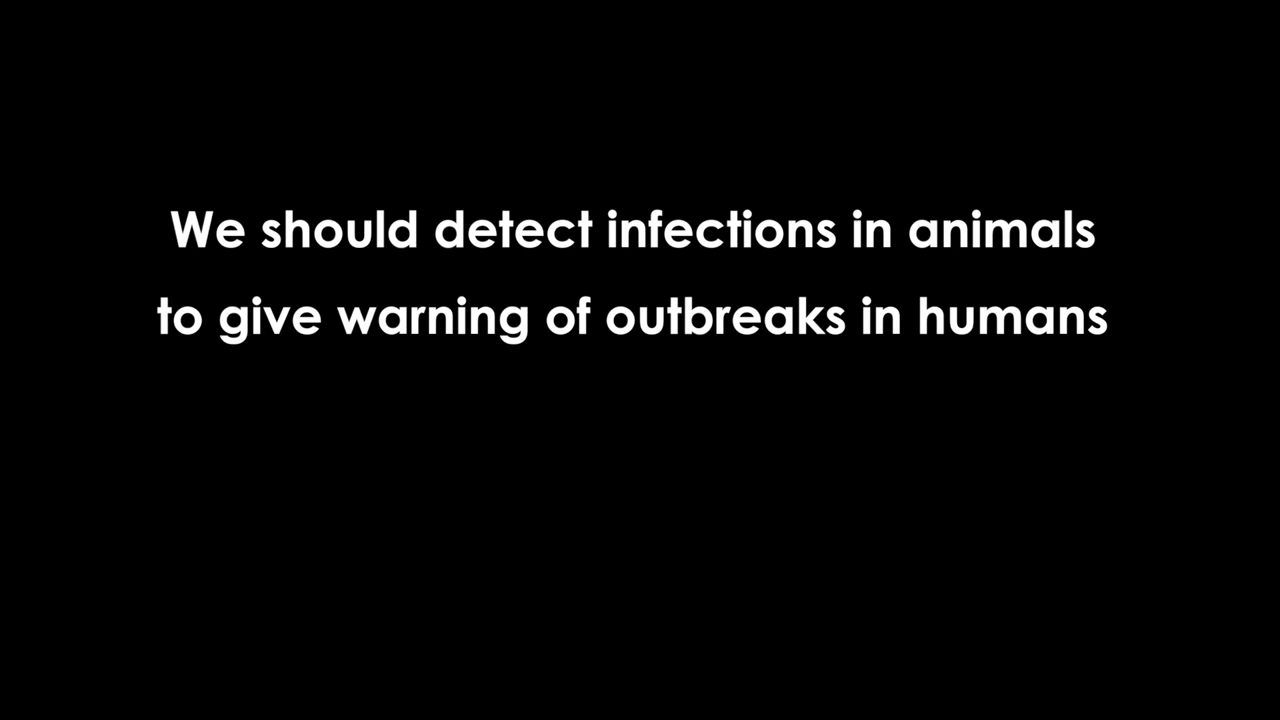 We should detect infections in animals
to give warning of outbreaks in humans